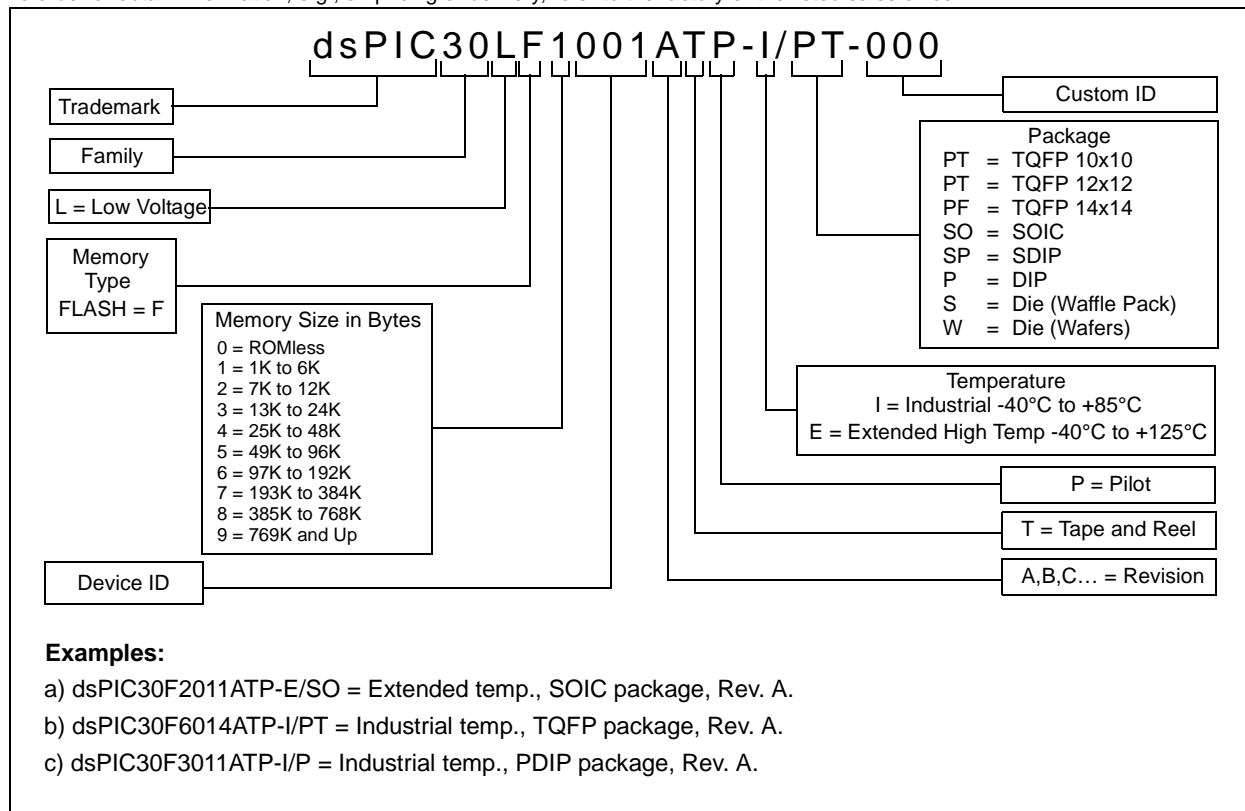 dsPIC30LF1001ATP-I/PT-000
Trademark
Family
L = Low Voltage
Memory
Type
FLASH = F
Memory Size in Bytes
0 = ROMless
1 = 1K to 6K
2 = 7K to 12K
3 = 13K to 24K
4 = 25K to 48K
5 = 49K to 96K
6 = 97K to 192K
7 = 193K to 384K
8 = 385K to 768K
9 = 769K and Up
Device ID
Custom ID
Package
PT = TQFP 10x10
PT = TQFP 12x12
PF = TQFP 14x14
SO = SOIC
SP = SDIP
P = DIP
S = Die (Waffle Pack)
W = Die (Wafers)
Temperature
I = Industrial -40°C to +85°C
E = Extended High Temp -40°C to +125°C
P = Pilot
T = Tape and Reel
A,B,C… = Revision
Examples:
a) dsPIC30F2011ATP-E/SO = Extended temp., SOIC package, Rev. A.
b) dsPIC30F6014ATP-I/PT = Industrial temp., TQFP package, Rev. A.
c) dsPIC30F3011ATP-I/P = Industrial temp., PDIP package, Rev. A.